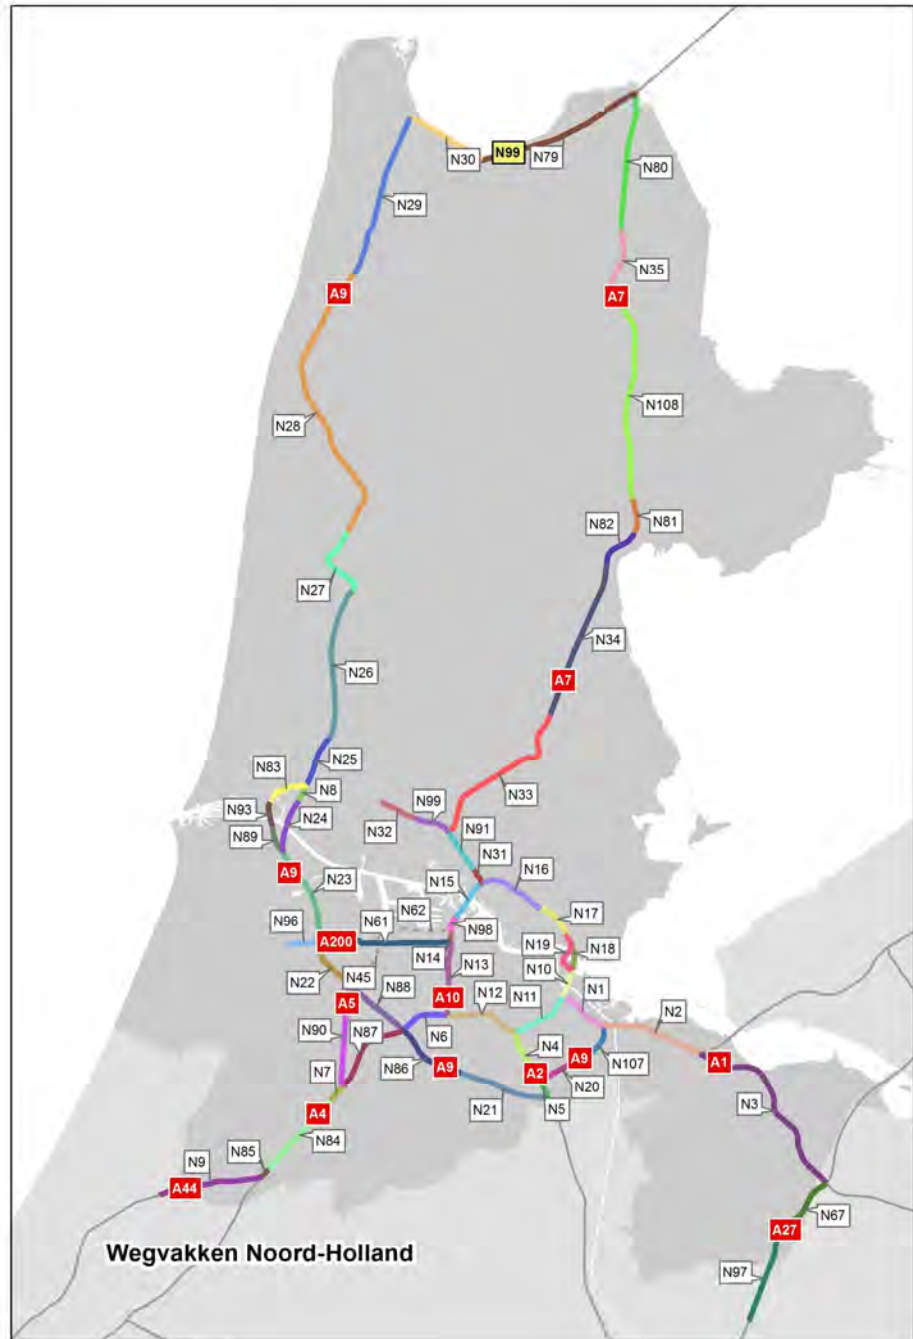 N30
N99
N79
N80
N29
N35
A9
A7
N108
N28
N82
N81
N27
N34
N26
A7
N25
N83
N8
N33
N93
N24
N99
N32
N91
N89
N31
A9
N16
N23
N15
N17
N62
N61
N96
N98
N19
N18
A200
N14
N10
N22
N45
N13
N1
N88
A10
N12
N11
N2
A5
N90
N87
N6
N4
A9
A1
N107
N7
N86
A9
A2
N20
N3
N21
N5
A4
N84
N85
N9
A44
N67
A27
Wegvakken Noord-Holland
N97